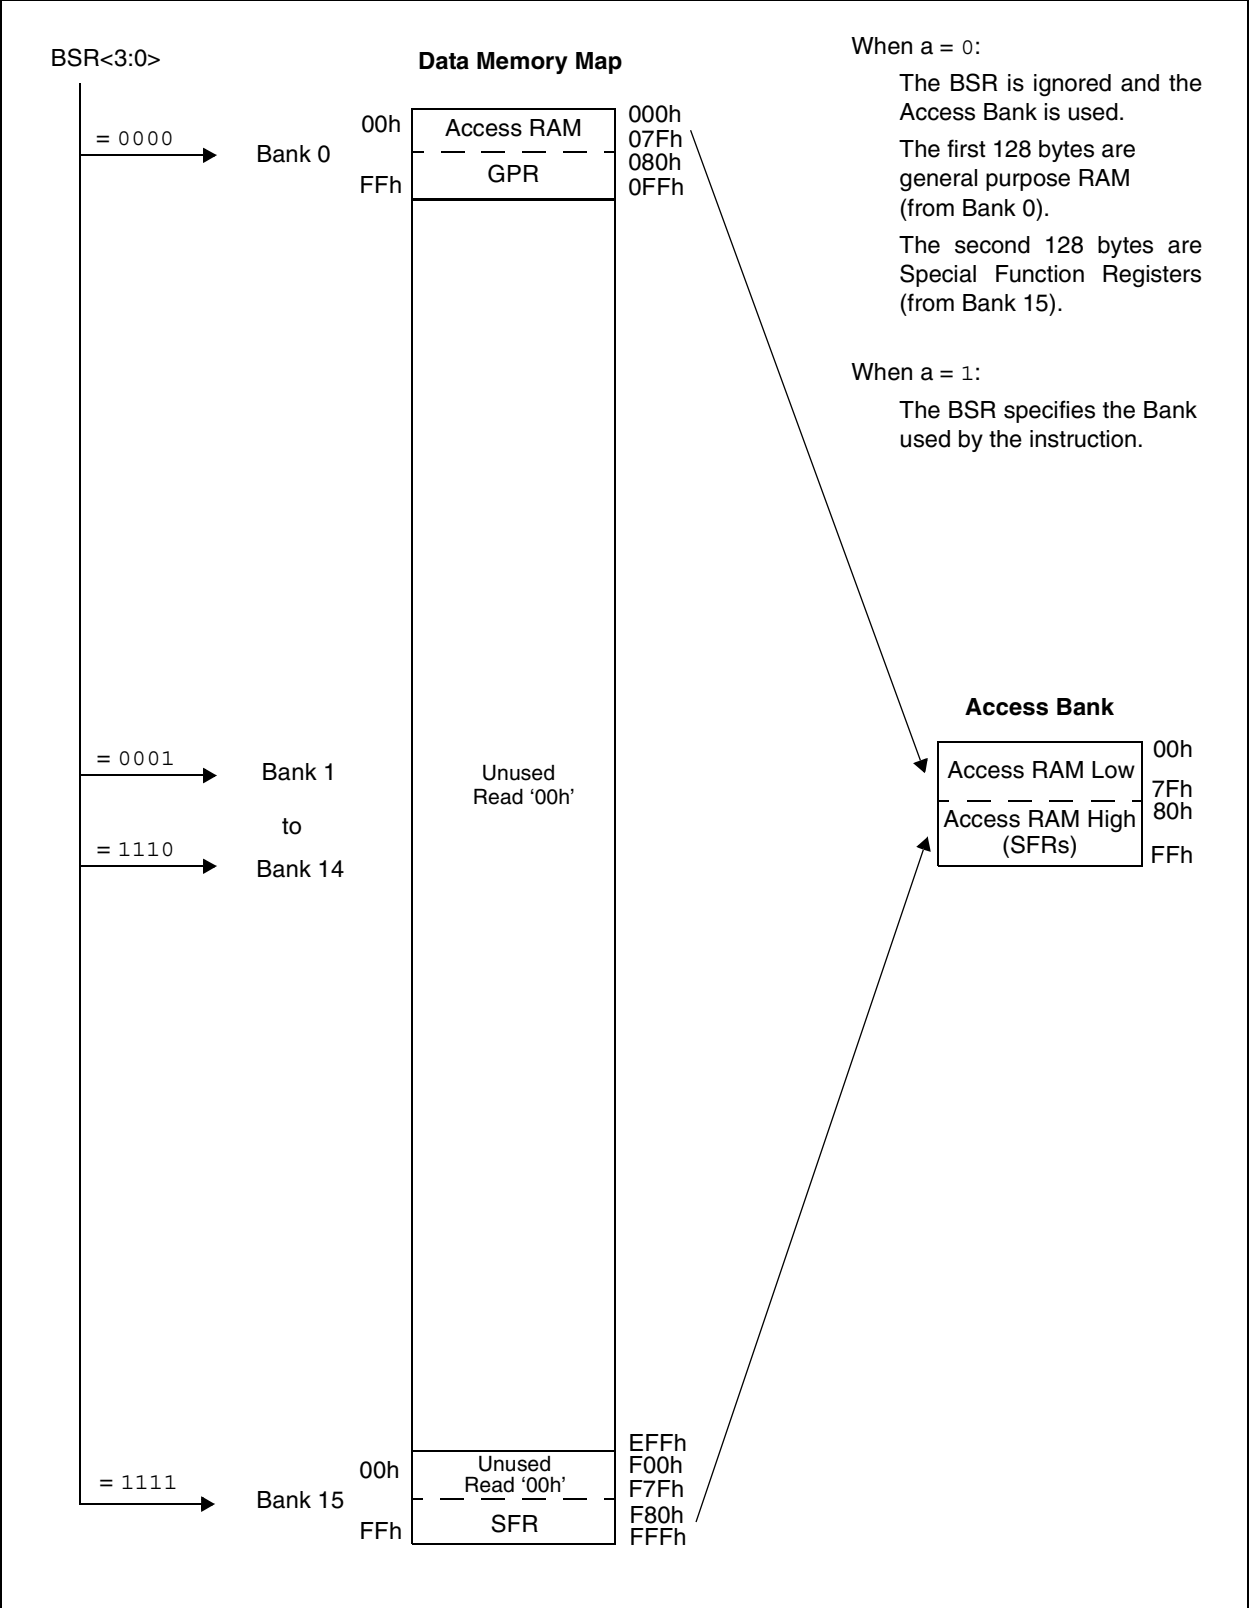 BSR<3:0>
Data Memory Map
When a = 0:
The BSR is ignored and the
Access Bank is used.
The first 128 bytes are
general purpose RAM
(from Bank 0).
The second 128 bytes are
Special Function Registers
(from Bank 15).
When a = 1:
The BSR specifies the Bank
used by the instruction.
= 0000
Bank 0
00h
FFh
Access RAM
GPR
000h
07Fh
080h
0FFh
= 0001
Bank 1
to
= 1110
Bank 14
Unused
Read ‘00h’
Access Bank
Access RAM Low
Access RAM High
(SFRs)
00h
7Fh
80h
FFh
= 1111
Bank 15
00h
FFh
Unused
Read ‘00h’
SFR
EFFh
F00h
F7Fh
F80h
FFFh